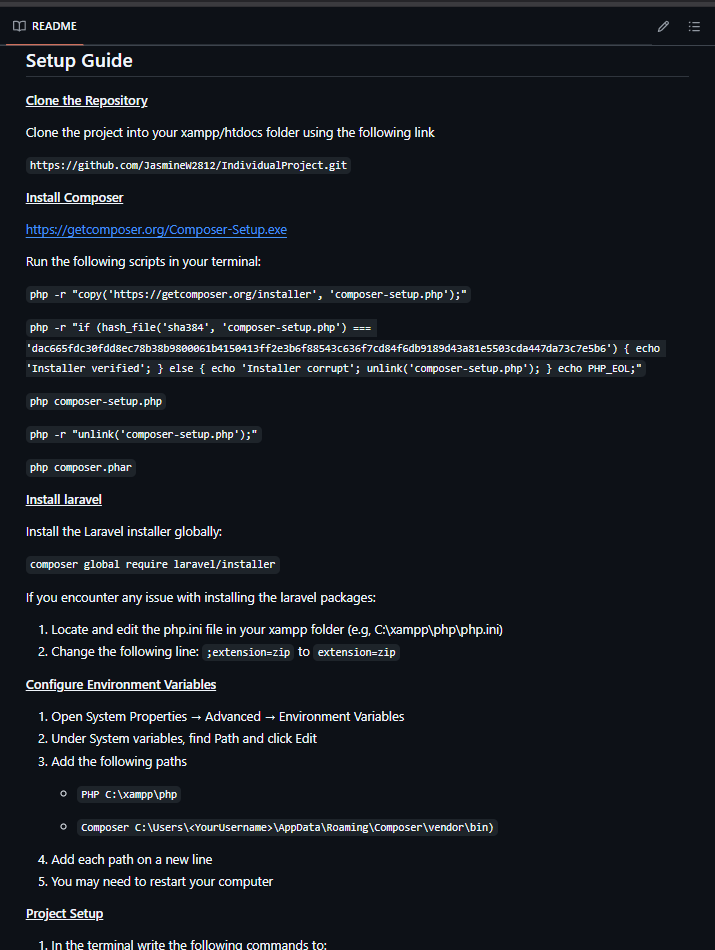 README
Setup Guide
Clone the Repository
Clone the project into your xampp/htdocs folder using the following link
https://github.com/JasmineW2812/IndividualProject.git
Install Composer
https://getcomposer.org/Composer-Setup.exe
Run the following scripts in your terminal:
php -r "copy('https://getcomposer.org/installer', 'composer-setup.php');"
php -r "if (hash_file('sha384', 'composer-setup.php') ===
'dac665fdc30fdd8ec78b38b9800061b4150413ff2e3b6f88543c636f7cd84f6db9189d43a81e5503cda447da73c7e5b6') { echo
'Installer verified'; } else { echo 'Installer corrupt'; unlink('composer-setup.php'); } echo PHP_EOL;"
php composer-setup.php
php -r "unlink('composer-setup.php');"
php composer.phar
Install laravel
Install the Laravel installer globally:
composer global require laravel/installer
If you encounter any issue with installing the laravel packages:
1. Locate and edit the php.ini file in your xampp folder (e.g, C:\xampp\php\php.ini)
2. Change the following line: ;extension=zip to extension=zip
Configure Environment Variables
1. Open System Properties → Advanced → Environment Variables
2. Under System variables, find Path and click Edit
3. Add the following paths
PHP C:\xampp\php
Composer C:\Users\<YourUsername>\AppData\Roaming\Composer\vendor\bin)
4. Add each path on a new line
5. You may need to restart your computer
Project Setup
1. In the terminal write the following commands to: